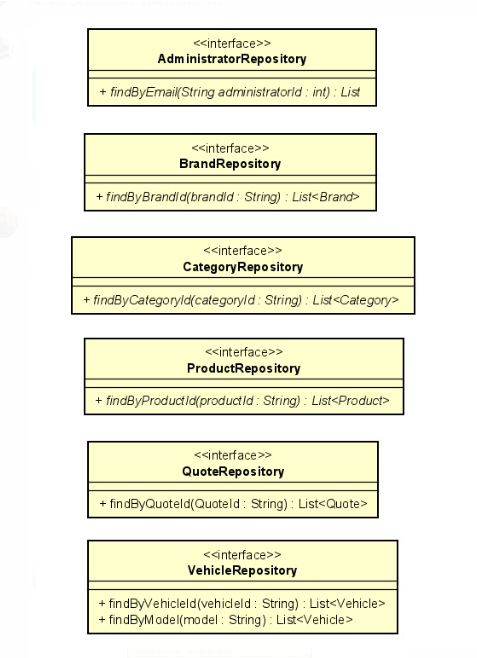 <<interface>>
AdministratorRepository
+ findByEmail(String administratorId : int) : List
<<interface>>
BrandRepository
+ findByBrandId(brandId : String) : List<Brand>
<<interface>>
CategoryRepository
+ findByCategoryId(categoryId : String) : List<Category>
<<interface>>
ProductRepository
+ findByProductId(productId : String) : List<Product>
<<interface>>
QuoteRepository
+ findByQuoteId(QuoteId : String) : List<Quote>
<<interface>>
VehicleRepository
+ findByVehicleId(vehicleId : String) : List<Vehicle>
+ findByModel(model : String) : List<Vehicle>